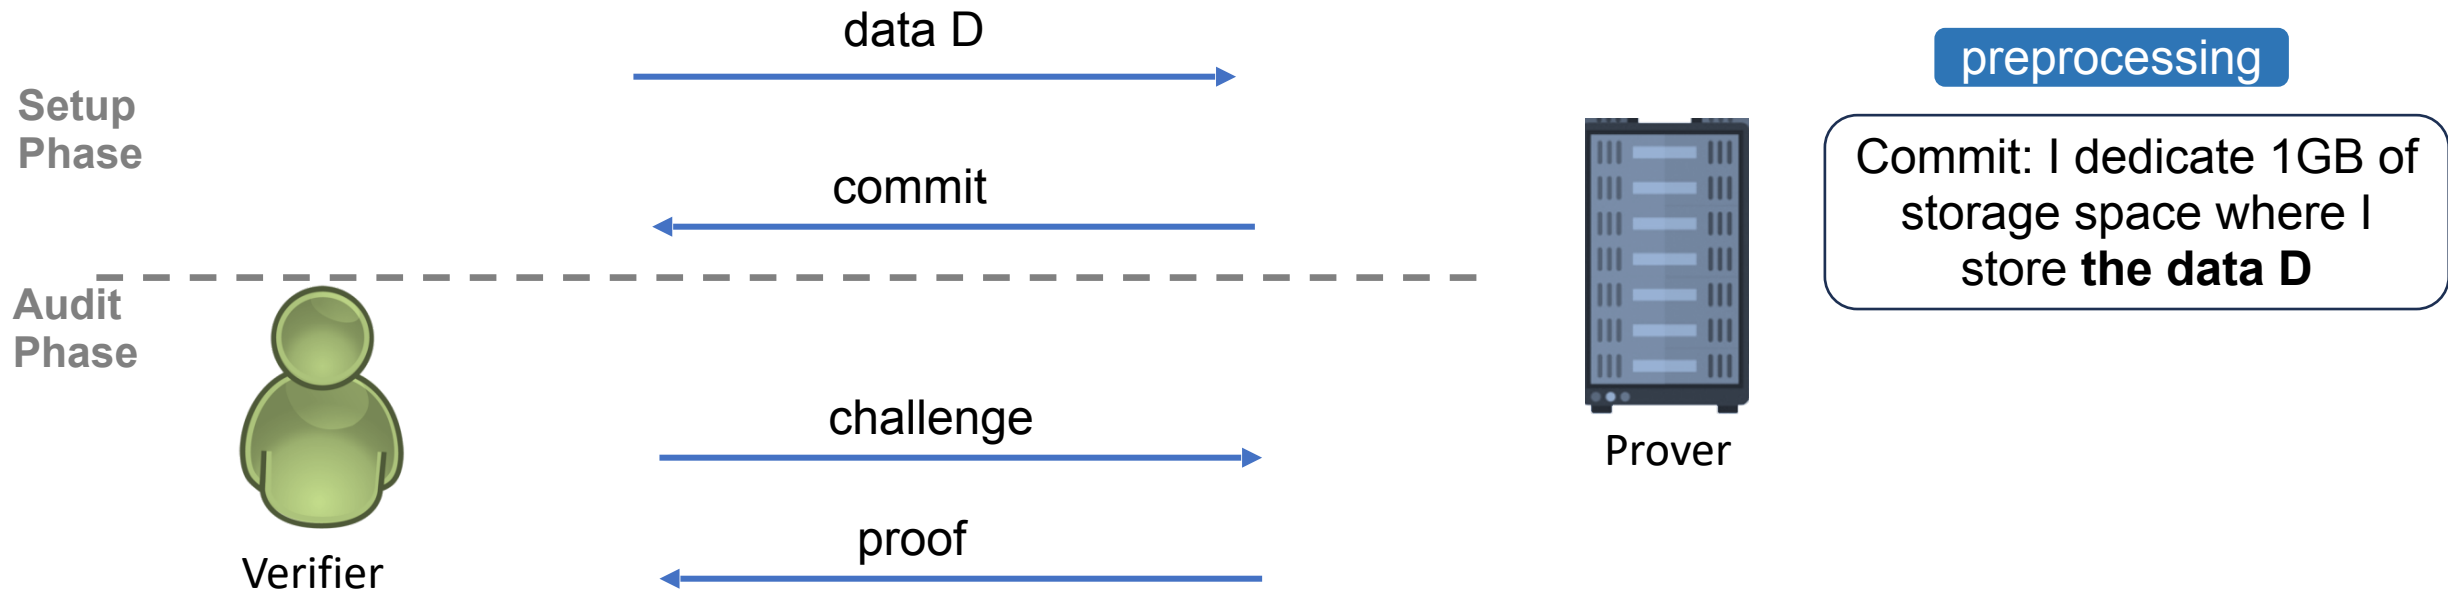 data D
preprocessing
Setup
Phase
commit
Commit: I dedicate 1GB of
storage space where I
store the data D
Audit
Phase
challenge
Prover
proof
Verifier